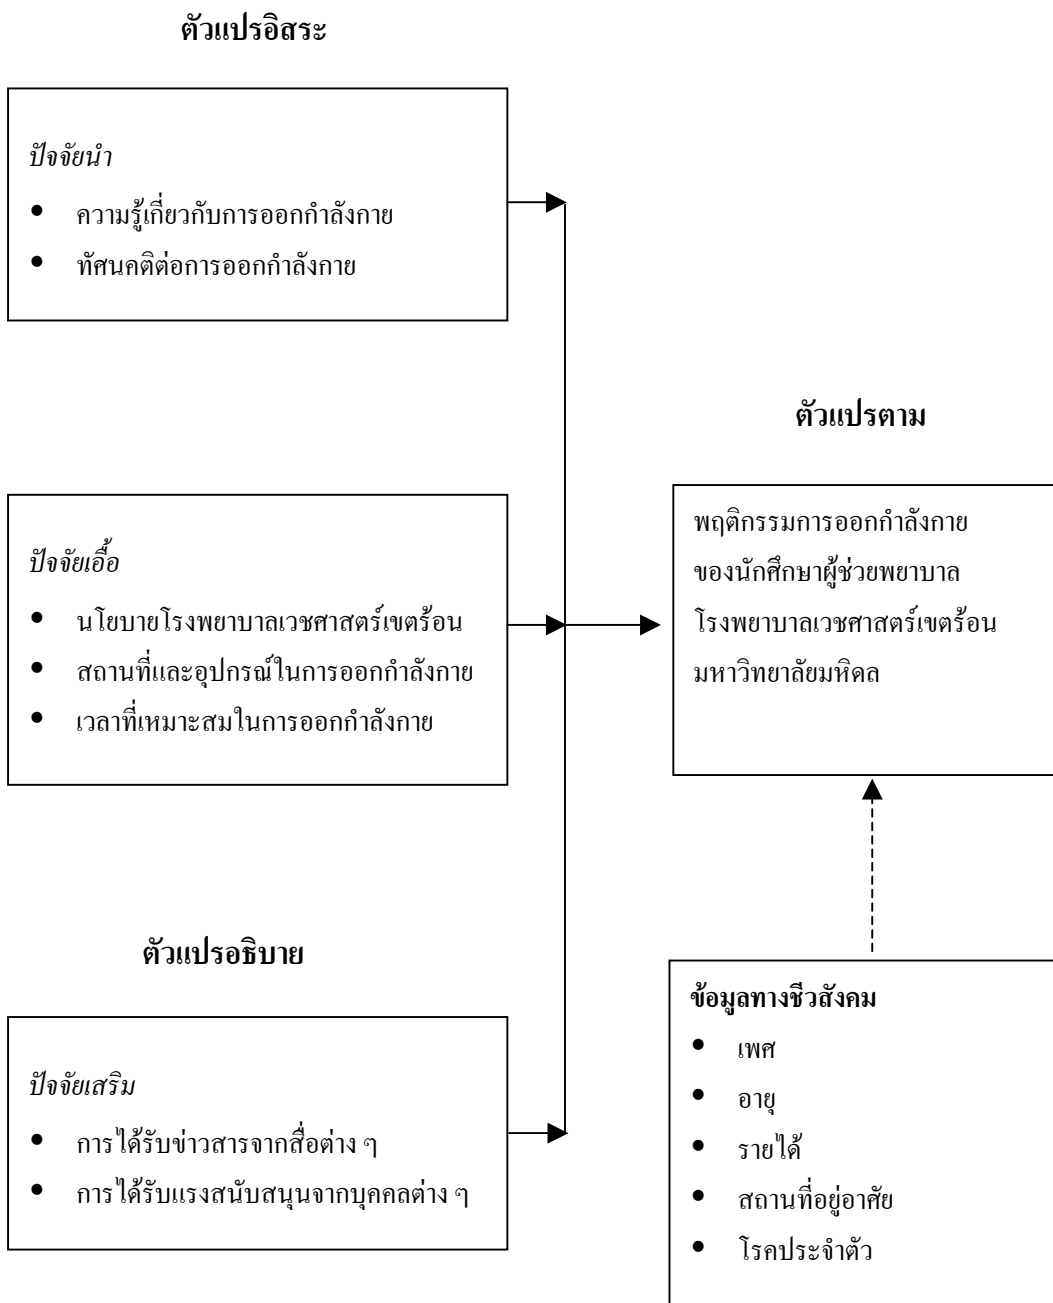 ตัวแปรอิสระ
ปัจจัยนำ
• ความรู้เกี่ยวกับการออกกำลังกาย
• ทัศนคติต่อการออกกำลังกาย
ปัจจัยเอื้อ
• นโยบายโรงพยาบาลเวชศาสตร์เขตร้อน
• สถานที่และอุปกรณ์ในการออกกำลังกาย
• เวลาที่เหมาะสมในการออกกำลังกาย
ตัวแปรตาม
พฤติกรรมการออกกำลังกาย
ของนักศึกษาผู้ช่วยพยาบาล
โรงพยาบาลเวชศาสตร์เขตร้อน
มหาวิทยาลัยมหิดล
ตัวแปรอธิบาย
ปัจจัยเสริม
• การได้รับข่าวสารจากสื่อต่าง ๆ
• การได้รับแรงสนับสนุนจากบุคคลต่าง ๆ
ข้อมูลทางชีวสังคม
• เพศ
• อายุ
• รายได้
• สถานที่อยู่อาศัย
• โรคประจำตัว